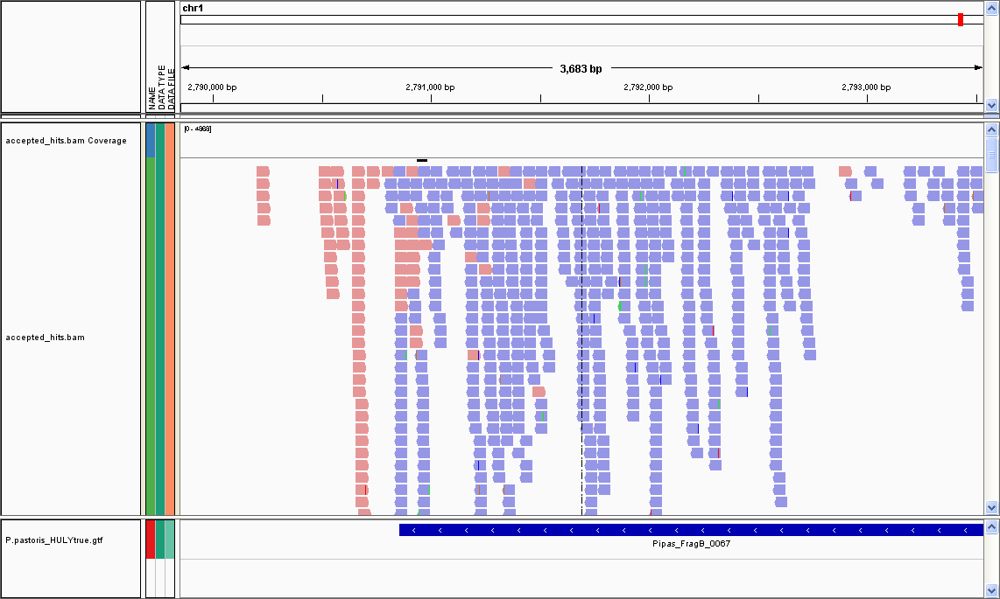 chr1
3,683 bp
2,790,000 bp 2,791,000 bp 2,792,000 bp 2,793,000 bp
NAME
DATA TYPE
DATA FILE
accepted_hits.bam Coverage
[0 - 4868]
accepted_hits.bam
P.pastoris_HULYtrue.gtf
Pipas_FragB_0067